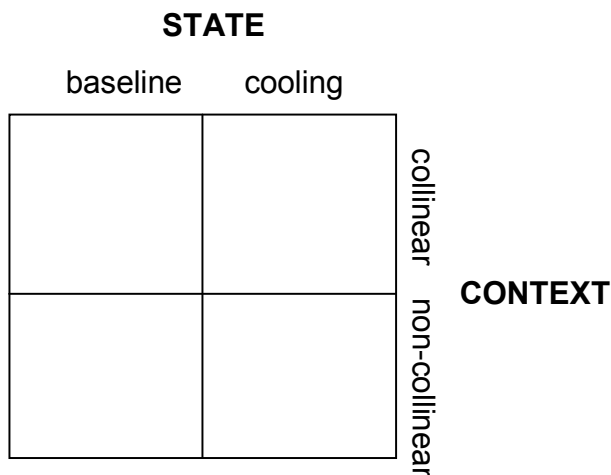 STATE
baseline cooling
collinear
CONTEXT
non-collinear